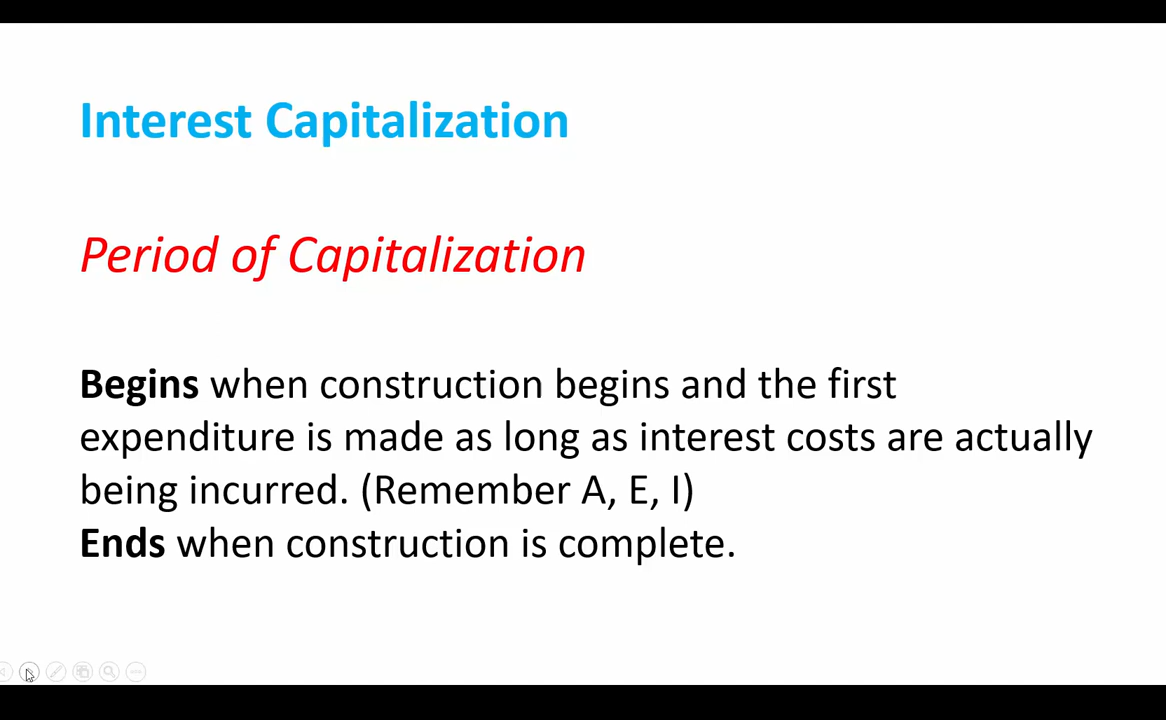 Interest Capitalization
Period of Capitalization
Begins when construction begins and the first
expenditure is made as long as interest costs are actually
being incurred. (Remember A, E, I)
Ends when construction is complete.